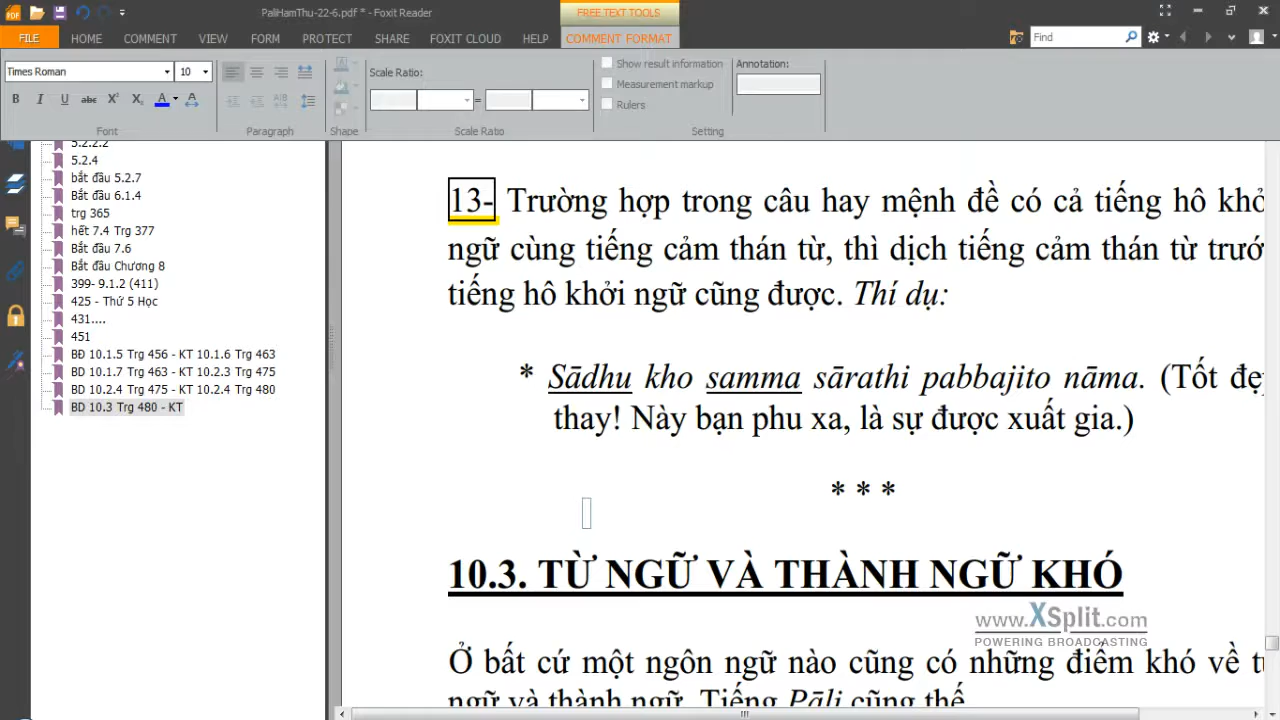 PaliHamThu-22-6.pdf * - Foxit Reader
FREE TEXT TOOLS
FILE HOME COMMENT VIEW FORM PROTECT SHARE FOXIT CLOUD HELP COMMENT FORMAT
Find
Times Roman 10
Scale Ratio:
Show result information
Annotation:
Measurement markup
=
Rulers
B I U abc X² X₂ A A
Font Paragraph Shape Scale Ratio Setting
5.2.2.2
5.2.4
bắt đầu 5.2.7
Bắt đầu 6.1.4
trg 365
hết 7.4 Trg 377
Bắt đầu 7.6
Bắt đầu Chương 8
399- 9.1.2 (411)
425 - Thứ 5 Học
431....
451
BĐ 10.1.5 Trg 456 - KT 10.1.6 Trg 463
BD 10.1.7 Trg 463 - KT 10.2.3 Trg 475
BD 10.2.4 Trg 475 - KT 10.2.4 Trg 480
BD 10.3 Trg 480 - KT
13- Trường hợp trong câu hay mệnh đề có cả tiếng hô
ngữ cùng tiếng cảm thán từ, thì dịch tiếng cảm thán từ
tiếng hô khởi ngữ cũng được. Thí dụ:
* Sādhu kho samma sārathi pabbajito nāma. (Tốt
thay! Này bạn phu xa, là sự được xuất gia.)
* * *
10.3. TỪ NGỮ VÀ THÀNH NGỮ KHÓ
www.XSplit.com
POWERING BROADCASTING
Ở bất cứ một ngôn ngữ nào cũng có những điểm khó về
ngữ và thành ngữ. Tiếng Pāli cũng thế